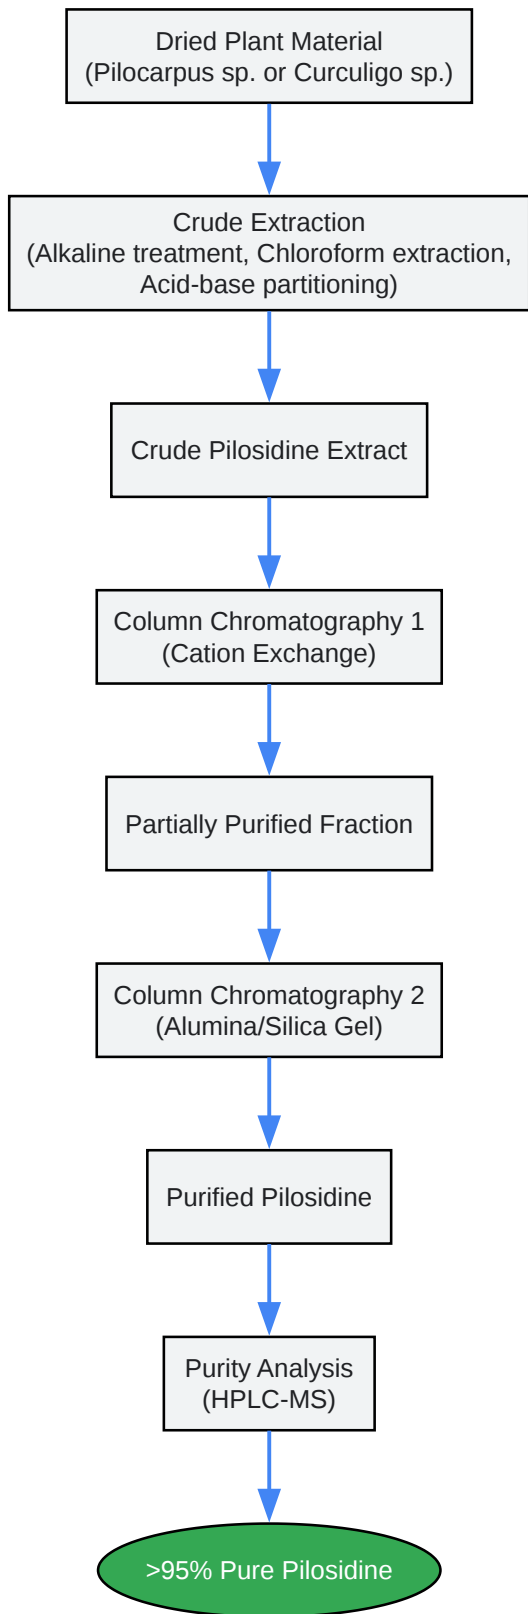 Dried Plant Material
(Pilocarpus sp. or Curculigo sp.)
Crude Extraction
(Alkaline treatment, Chloroform extraction,
Acid-base partitioning)
Crude Pilosidine Extract
Column Chromatography 1
(Cation Exchange)
Partially Purified Fraction
Column Chromatography 2
(Alumina/Silica Gel)
Purified Pilosidine
Purity Analysis
(HPLC-MS)
>95% Pure Pilosidine